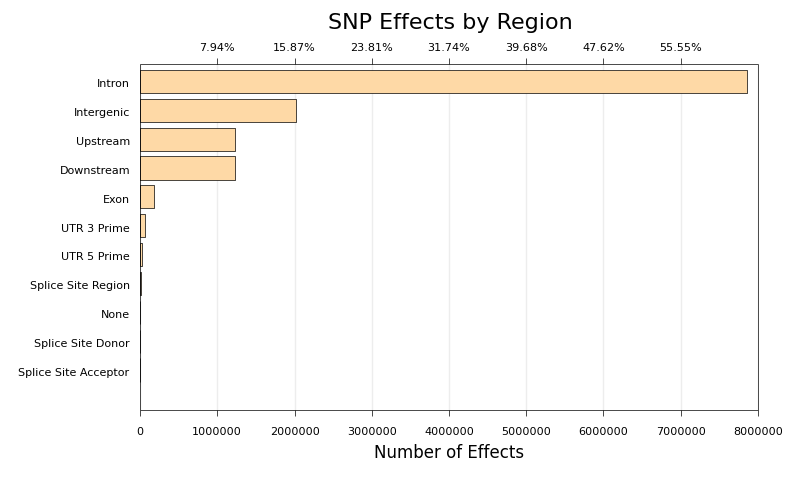 SNP Effects by Region
7.94% 15.87% 23.81% 31.74% 39.68% 47.62% 55.55%
Intron
Intergenic
Upstream
Downstream
Exon
UTR 3 Prime
UTR 5 Prime
Splice Site Region
None
Splice Site Donor
Splice Site Acceptor
0 1000000 2000000 3000000 4000000 5000000 6000000 7000000 8000000
Number of Effects